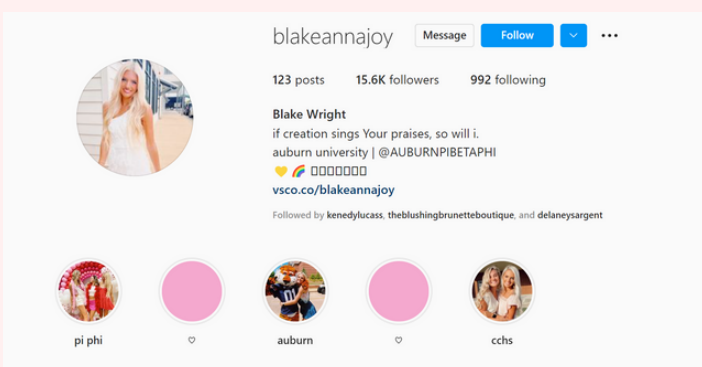 blakeannajoy Message Follow
123 posts 15.6K followers 992 following
Blake Wright
if creation sings Your praises, so will i.
auburn university | @AUBURNPIBETAPHI
💛 🌈
vsco.co/blakeannajoy
Followed by kenedylucass, theblushingbrunetteboutique, and delaneysargent
pi phi ♡ auburn ♡ cchs